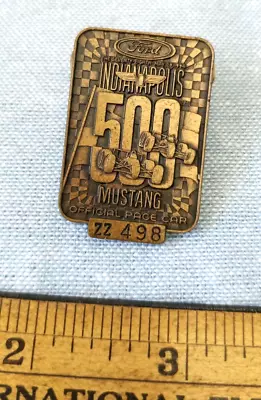 Ford
INDIANAPOLIS
500
MUSTANG
OFFICIAL PACE CAR
ZZ 498
2 3
ERNATIONAL